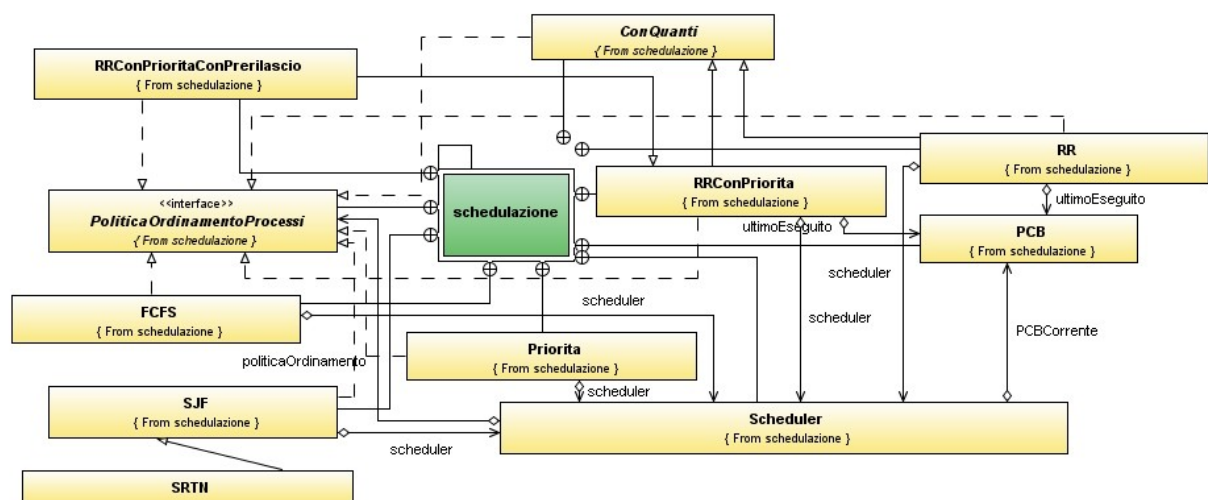 ConQuanti
{ From schedulazione }
RRConPrioritaConPrerilascio
{ From schedulazione }
RR
{ From schedulazione }
RRConPriorita
{ From schedulazione }
<<interface>>
PoliticaOrdinamentoProcessi
{ From schedulazione }
schedulazione
ultimoEseguito
ultimoEseguito
PCB
{ From schedulazione }
scheduler
FCFS
{ From schedulazione }
scheduler
scheduler
PCBCorrente
Priorita
{ From schedulazione }
politicaOrdinamento
scheduler
SJF
{ From schedulazione }
Scheduler
{ From schedulazione }
scheduler
SRTN